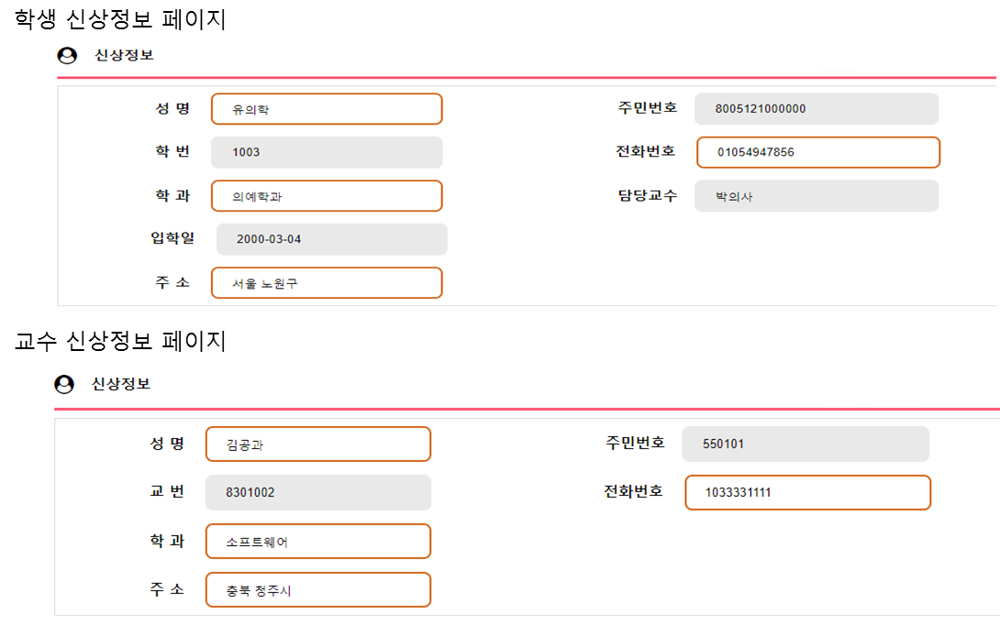 학생 신상정보 페이지
신상정보
성 명 유의학 주민번호 8005121000000
학 번 1003 전화번호 01054947856
학 과 의예학과 담당교수 박의사
입학일 2000-03-04
주 소 서울 노원구
교수 신상정보 페이지
신상정보
성 명 김공과 주민번호 550101
교 번 8301002 전화번호 1033331111
학 과 소프트웨어
주 소 충북 청주시